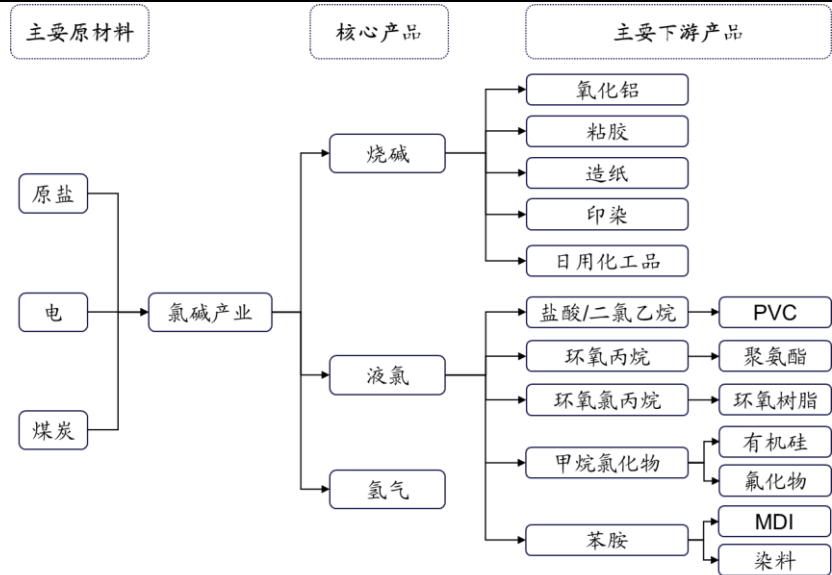 主要原材料
核心产品
主要下游产品
氧化铝
粘胶
烧碱
造纸
原盐
印染
日用化工品
电
氯碱产业
盐酸/二氯乙烷
PVC
液氯
环氧丙烷
聚氨酯
环氧氯丙烷
环氧树脂
煤炭
甲烷氯化物
有机硅
氟化物
氢气
苯胺
MDI
染料